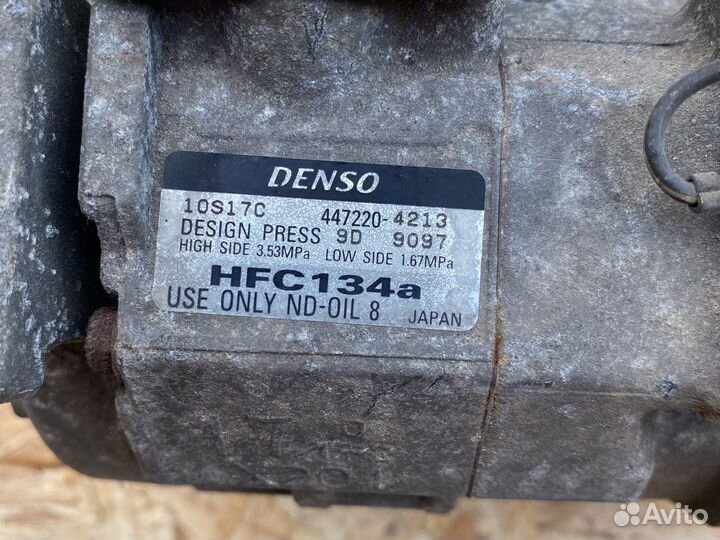 DENSO
10S17C 447220-4213
DESIGN PRESS 9D 9097
HIGH SIDE 3.53MPa LOW SIDE 1.67MPa
HFC134a
USE ONLY ND-OIL 8 JAPAN
Avito